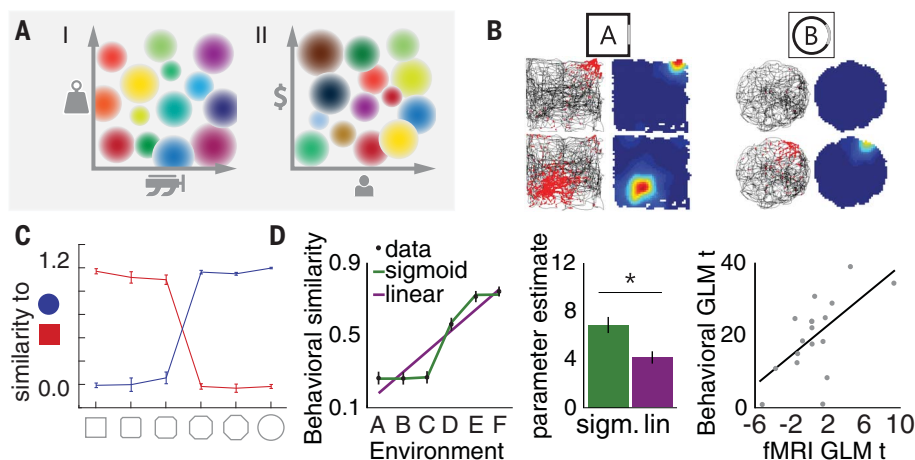 A
I
II
$
B
A
B
C
similarity to
1.2
0.0
D
Behavioral similarity
0.9
0.5
0.1
data
sigmoid
linear
A B C D E F
Environment
parameter estimate
12
8
4
0
*
sigm. lin
Behavioral GLM t
40
20
0
-6 -2 2 6 10
fMRI GLM t